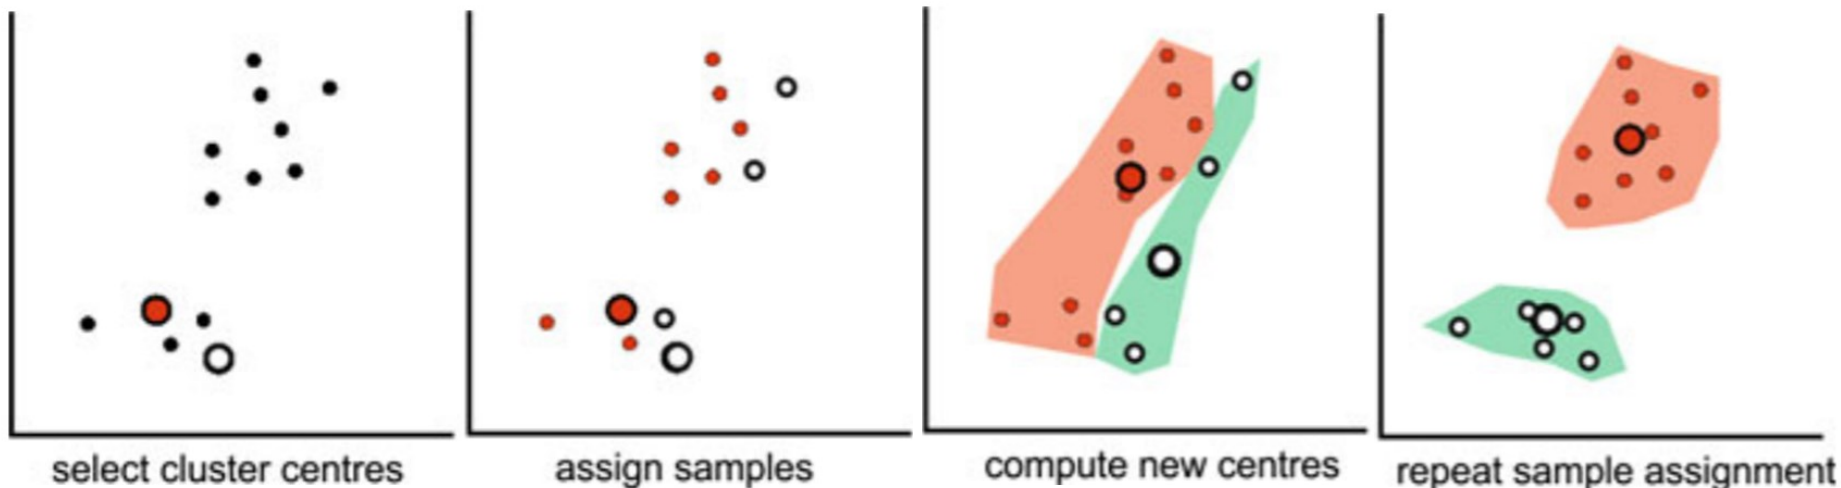 select cluster centres
assign samples
compute new centres
repeat sample assignment